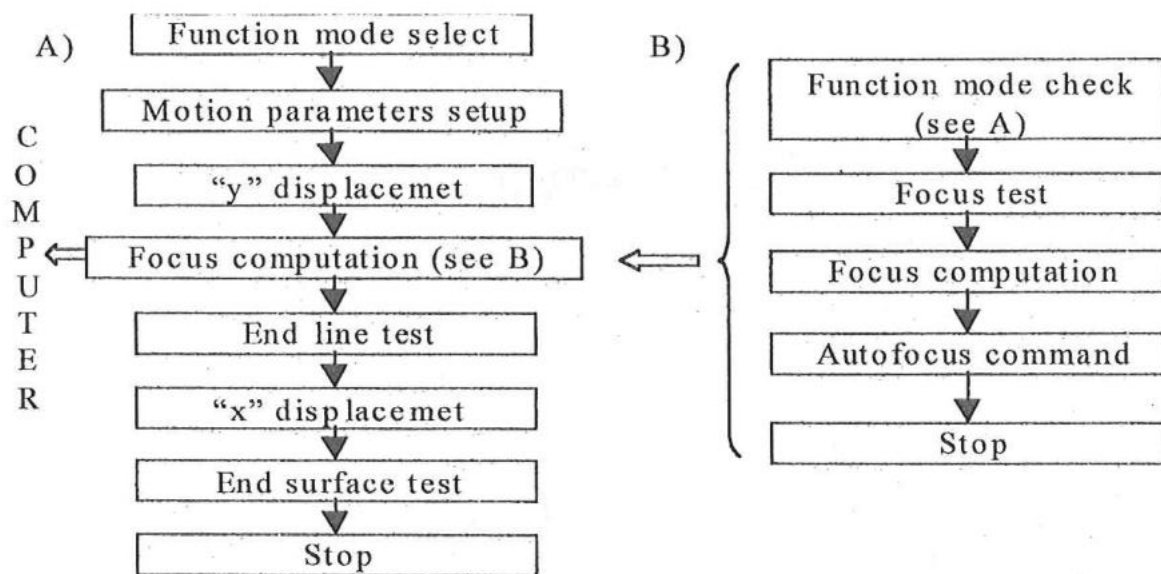 A)
Function mode select
Motion parameters setup
“y” displacemet
Focus computation (see B)
End line test
“x” displacemet
End surface test
Stop
COMPUTER
B)
Function mode check
(see A)
Focus test
Focus computation
Autofocus command
Stop